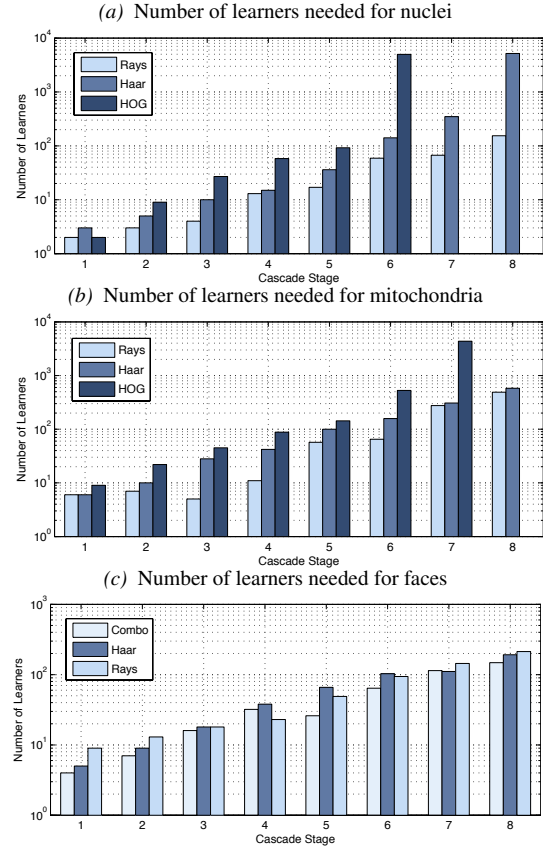 (a) Number of learners needed for nuclei
10^4
10^3
10^2
10^1
10^0
Number of Learners
Rays
Haar
HOG
1 2 3 4 5 6 7 8
Cascade Stage
(b) Number of learners needed for mitochondria
10^4
10^3
10^2
10^1
10^0
Number of Learners
Rays
Haar
HOG
1 2 3 4 5 6 7 8
Cascade Stage
(c) Number of learners needed for faces
10^3
10^2
10^1
10^0
Number of Learners
Combo
Haar
Rays
1 2 3 4 5 6 7 8
Cascade Stage